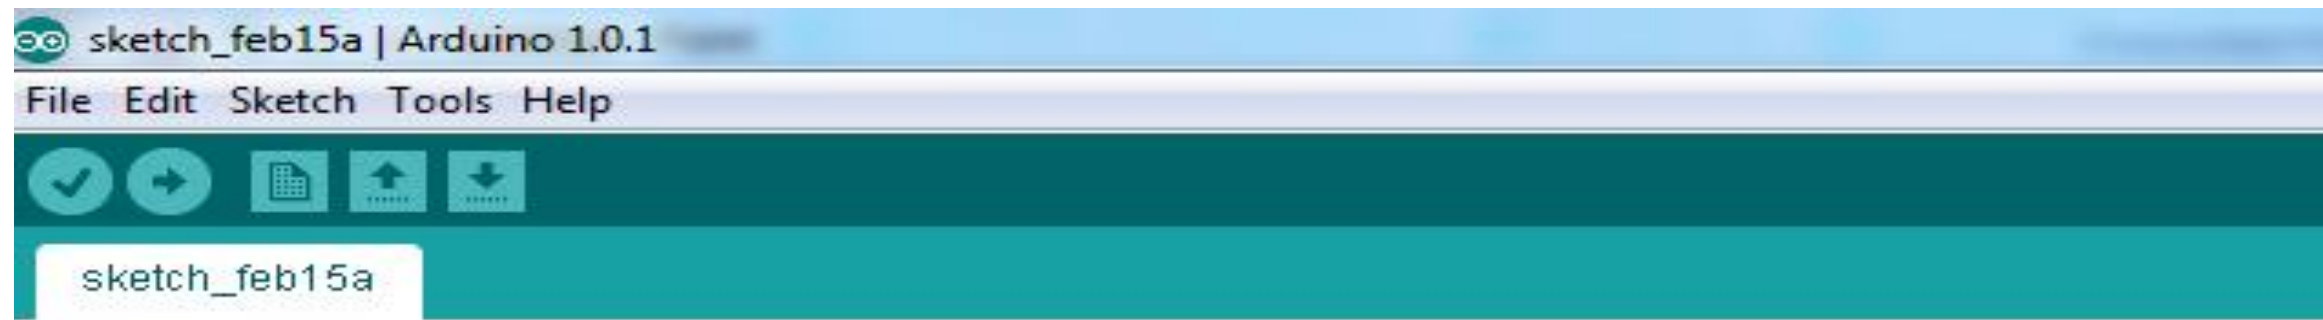 sketch_feb15a | Arduino 1.0.1
File Edit Sketch Tools Help
sketch_feb15a